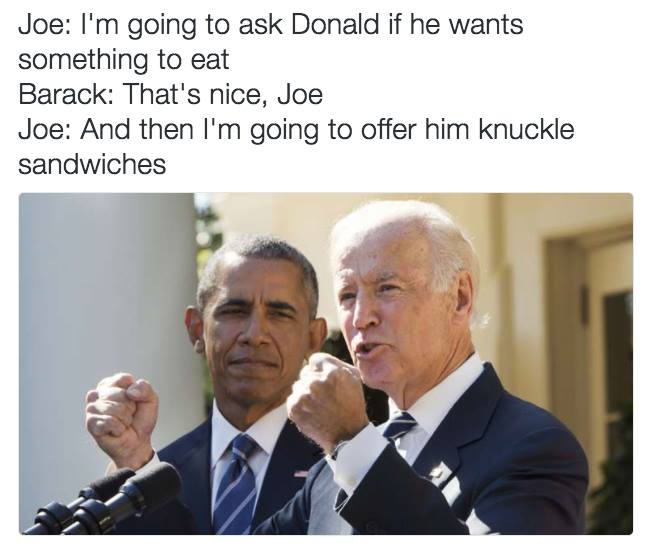 Joe: I'm going to ask Donald if he wants
something to eat
Barack: That's nice, Joe
Joe: And then I'm going to offer him knuckle
sandwiches